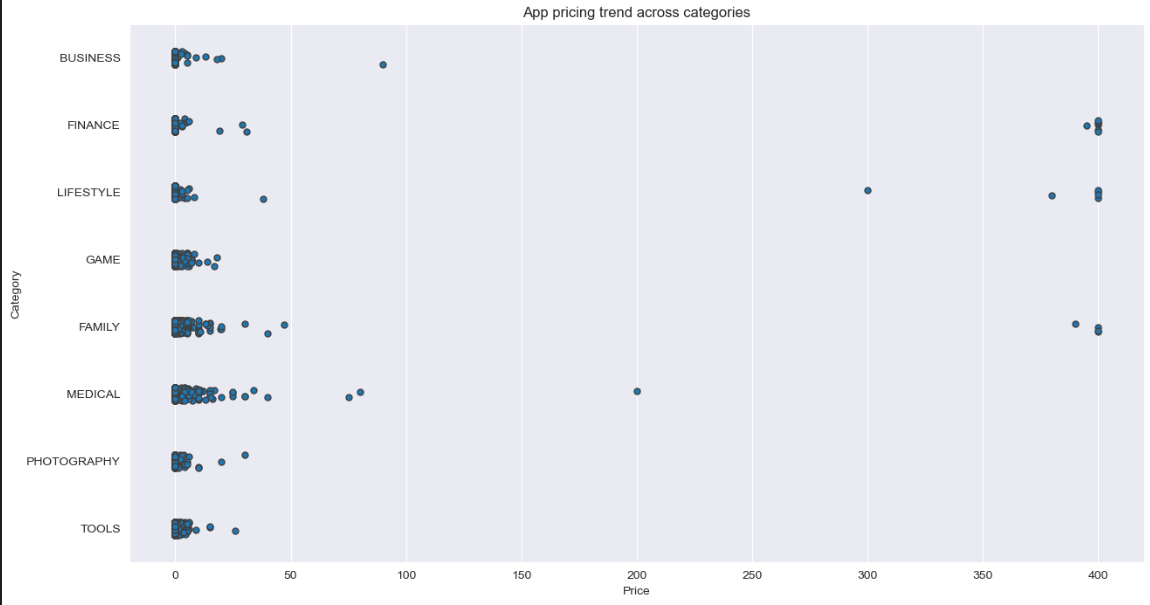 App pricing trend across categories
BUSINESS
FINANCE
LIFESTYLE
GAME
FAMILY
MEDICAL
PHOTOGRAPHY
TOOLS
Category
0 50 100 150 200 250 300 350 400
Price